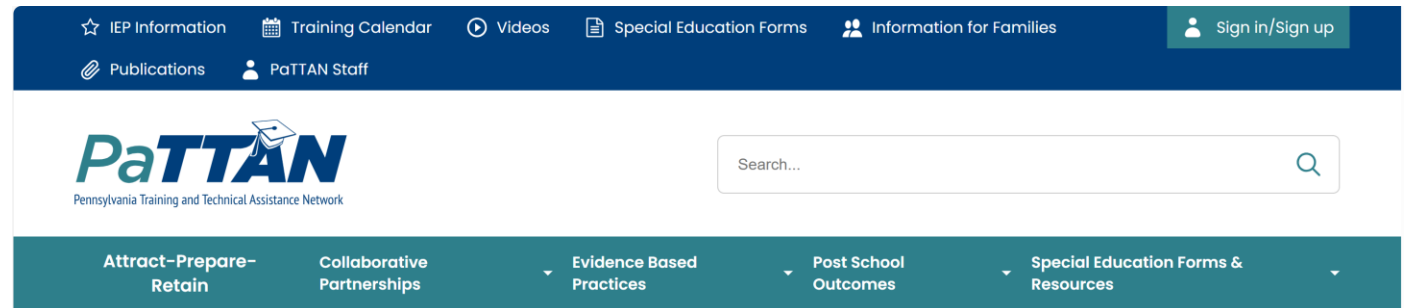 IEP Information Training Calendar Videos Special Education Forms Information for Families Sign in/Sign up
Publications PaTTAN Staff
PaTTAN
Pennsylvania Training and Technical Assistance Network
Search...
Attract-Prepare-
Retain
Collaborative
Partnerships
Evidence Based
Practices
Post School
Outcomes
Special Education Forms &
Resources